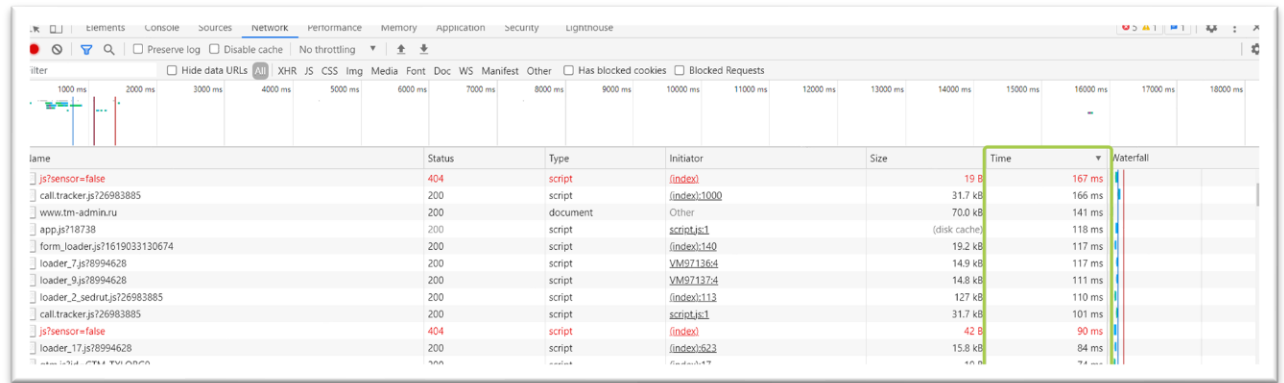 Elements Console Sources Network Performance Memory Application Security Lighthouse 5 1 1
Preserve log Disable cache No throttling
Hide data URLs All XHR JS CSS Img Media Font Doc WS Manifest Other Has blocked cookies Blocked Requests
1000 ms 2000 ms 3000 ms 4000 ms 5000 ms 6000 ms 7000 ms 8000 ms 9000 ms 10000 ms 11000 ms 12000 ms 13000 ms 14000 ms 15000 ms 16000 ms 17000 ms 18000 ms
Status Type Initiator Size Time Waterfall
js?sensor=false 404 script (index) 19 B 167 ms
call.tracker.js?26983885 200 script (index):1000 31.7 kB 166 ms
www.tm-admin.ru 200 document Other 70.0 kB 141 ms
app.js?18738 200 script script.js:1 (disk cache) 118 ms
form_loader.js?1619033130674 200 script (index):140 19.2 kB 117 ms
loader_7.js?8994628 200 script VM97136:4 14.9 kB 117 ms
loader_9.js?8994628 200 script VM97137:4 14.8 kB 111 ms
loader_2_sedrut.js?26983885 200 script (index):113 127 kB 110 ms
call.tracker.js?26983885 200 script script.js:1 31.7 kB 101 ms
js?sensor=false 404 script (index) 42 B 90 ms
loader_17.js?8994628 200 script (index):623 15.8 kB 84 ms